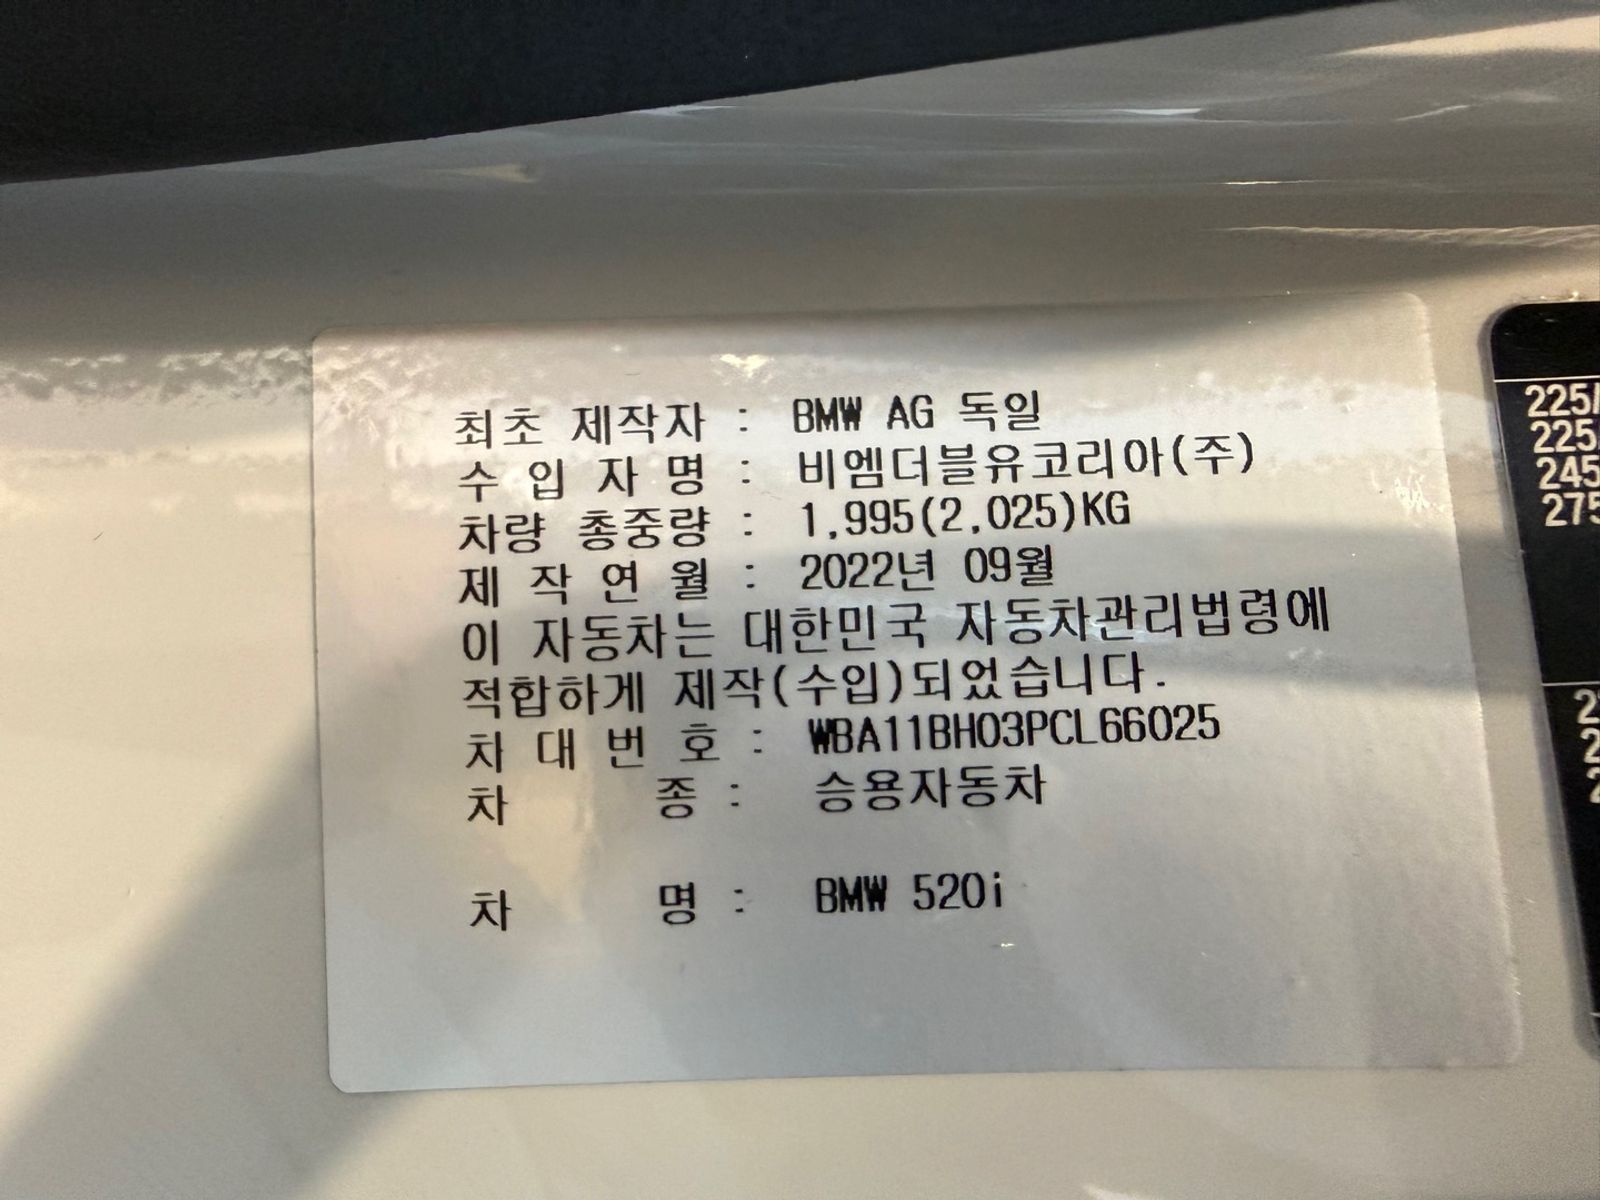 최초 제작자 : BMW AG 독일
수 입 자 명 : 비엠더블유코리아(주)
차량 총중량 : 1,995(2,025)KG
제 작 연 월 : 2022년 09월
이 자동차는 대한민국 자동차관리법령에
적합하게 제작(수입)되었습니다.
차 대 번 호 : WBA11BH03PCL66025
차 종 : 승용자동차
차 명 : BMW 520i
225/
225
245
275